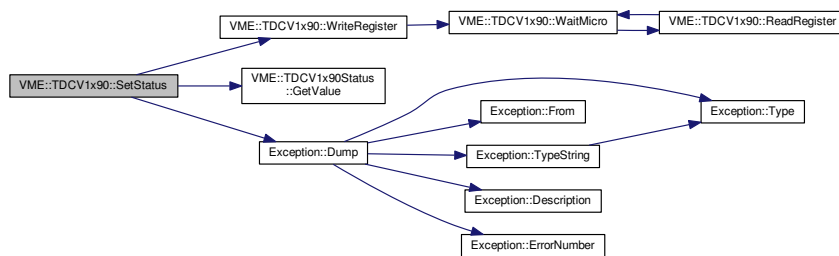 VME::TDCV1x90::SetStatus
VME::TDCV1x90::WriteRegister
VME::TDCV1x90::WaitMicro
VME::TDCV1x90::ReadRegister
VME::TDCV1x90Status
::GetValue
Exception::Dump
Exception::From
Exception::TypeString
Exception::Description
Exception::ErrorNumber
Exception::Type